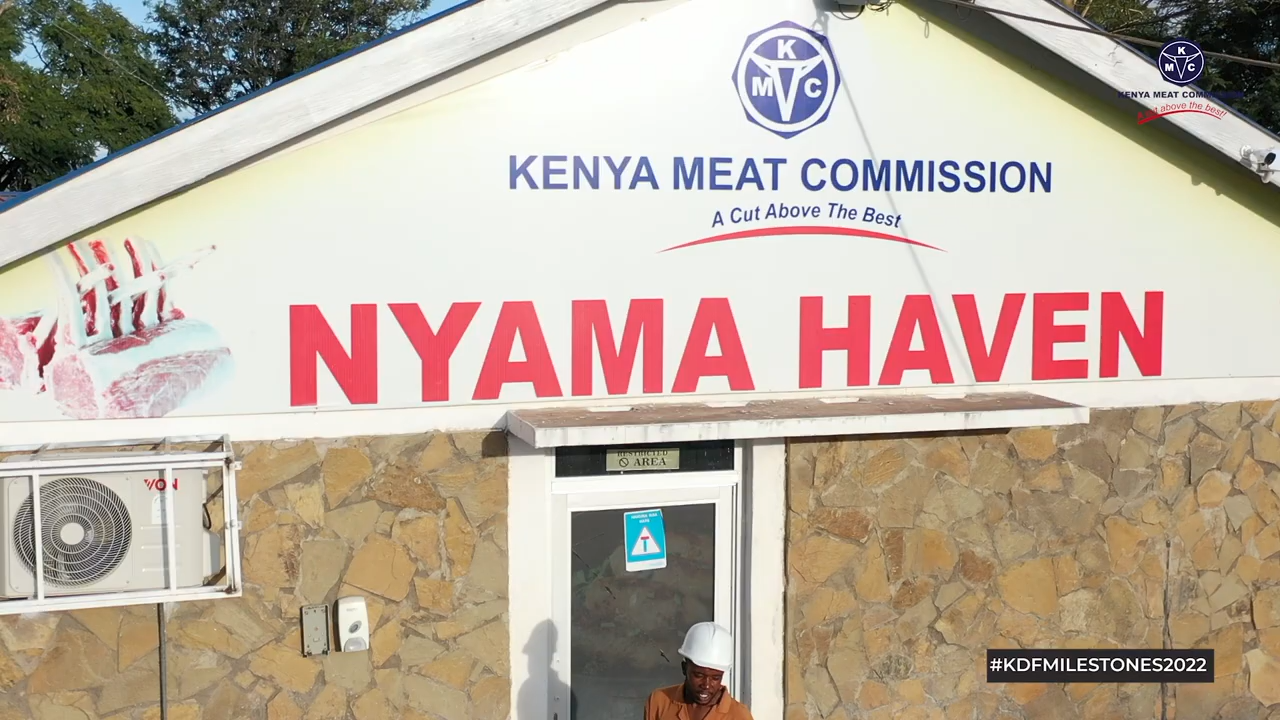 K
M C
KENYA MEAT COMMISSION
A Cut Above The Best
NYAMA HAVEN
K
M C
KENYA MEAT COMMISSION
A cut above the best!
VON
RESTRICTED
AREA
T
#KDFMILESTONES2022